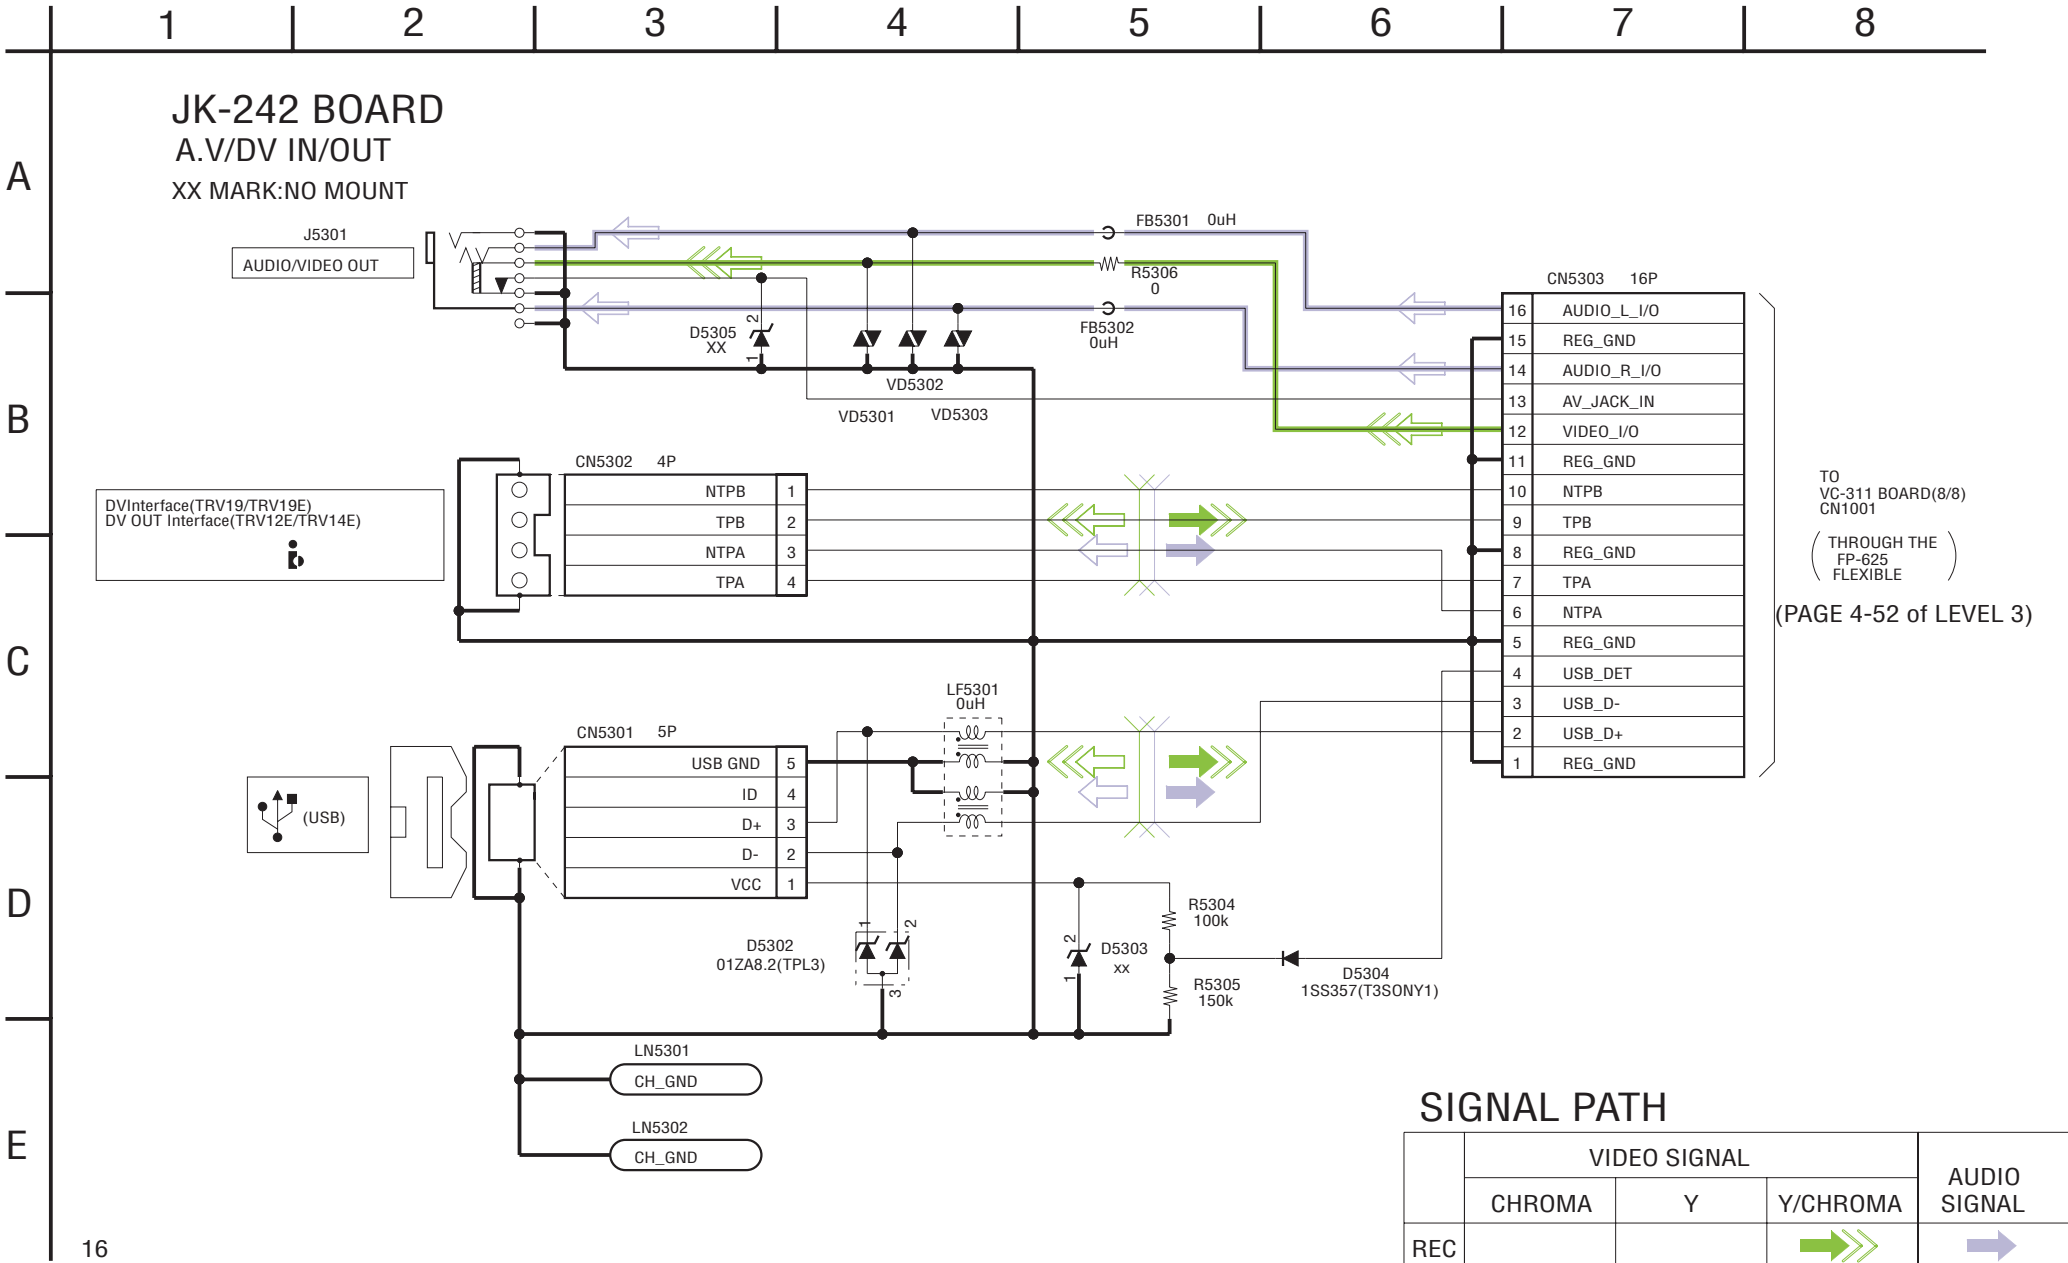 1 2 3 4 5 6 7 8
A
B
C
D
E
JK-242 BOARD
A.V/DV IN/OUT
XX MARK:NO MOUNT
J5301
AUDIO/VIDEO OUT
FB5301 0uH
R5306
0
FB5302
0uH
D5305
XX
2
1
VD5302
VD5301 VD5303
CN5303 16P
16 AUDIO_L_I/O
15 REG_GND
14 AUDIO_R_I/O
13 AV_JACK_IN
12 VIDEO_I/O
11 REG_GND
10 NTPB
9 TPB
8 REG_GND
7 TPA
6 NTPA
5 REG_GND
4 USB_DET
3 USB_D-
2 USB_D+
1 REG_GND
TO
VC-311 BOARD(8/8)
CN1001
(THROUGH THE
FP-625
FLEXIBLE)
(PAGE 4-52 of LEVEL 3)
DVInterface(TRV19/TRV19E)
DV OUT Interface(TRV12E/TRV14E)
CN5302 4P
NTPB 1
TPB 2
NTPA 3
TPA 4
LF5301
0uH
(USB)
CN5301 5P
USB GND 5
ID 4
D+ 3
D- 2
VCC 1
D5302
01ZA8.2(TPL3)
1
2
3
D5303
xx
2
1
R5304
100k
R5305
150k
D5304
1SS357(T3SONY1)
LN5301
CH_GND
LN5302
CH_GND
SIGNAL PATH
VIDEO SIGNAL
AUDIO
SIGNAL
CHROMA Y Y/CHROMA
REC
16